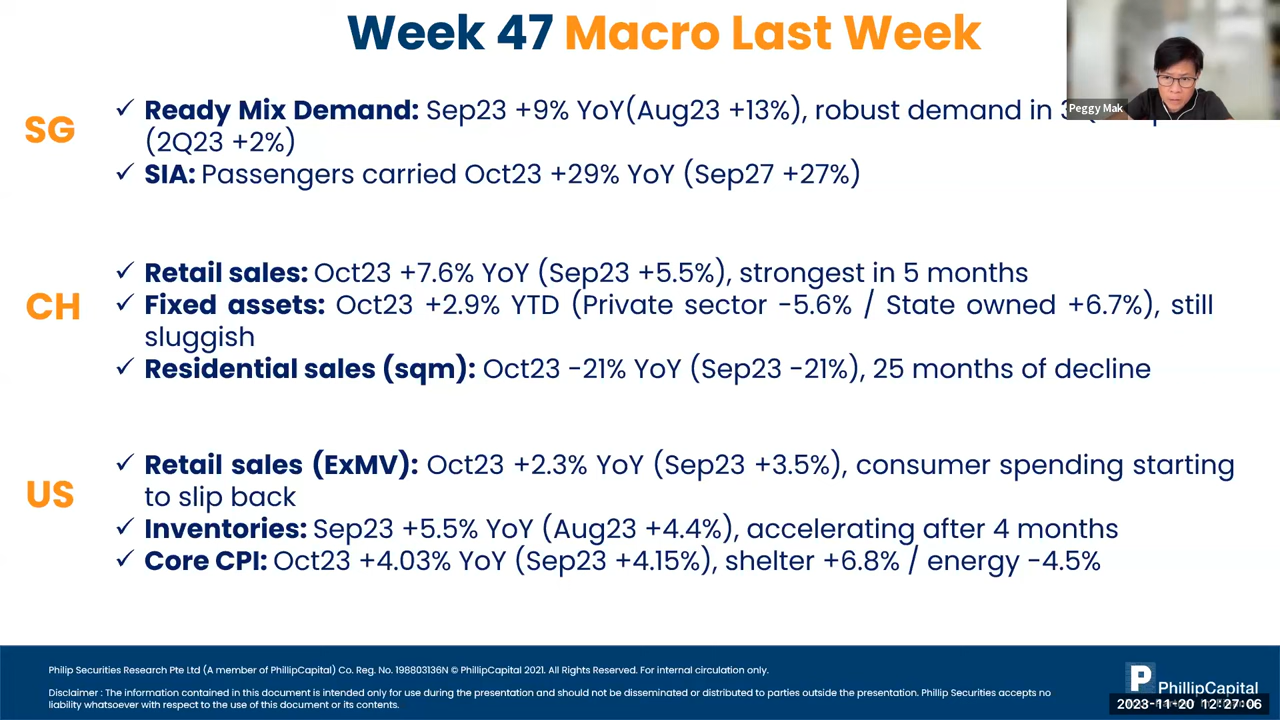 Week 47 Macro Last Week
Peggy Mak
SG
✓ Ready Mix Demand: Sep23 +9% YoY(Aug23 +13%), robust demand in
(2Q23 +2%)
✓ SIA: Passengers carried Oct23 +29% YoY (Sep27 +27%)
CH
✓ Retail sales: Oct23 +7.6% YoY (Sep23 +5.5%), strongest in 5 months
✓ Fixed assets: Oct23 +2.9% YTD (Private sector -5.6% / State owned +6.7%), still
sluggish
✓ Residential sales (sqm): Oct23 -21% YoY (Sep23 -21%), 25 months of decline
US
✓ Retail sales (ExMV): Oct23 +2.3% YoY (Sep23 +3.5%), consumer spending starting
to slip back
✓ Inventories: Sep23 +5.5% YoY (Aug23 +4.4%), accelerating after 4 months
✓ Core CPI: Oct23 +4.03% YoY (Sep23 +4.15%), shelter +6.8% / energy -4.5%
Philip Securities Research Pte Ltd (A member of PhillipCapital) Co. Reg. No. 198803136N © PhillipCapital 2021. All Rights Reserved. For internal circulation only.
Disclaimer : The information contained in this document is intended only for use during the presentation and should not be disseminated or distributed to parties outside the presentation. Phillip Securities accepts no
liability whatsoever with respect to the use of this document or its contents.
PhillipCapital
2023-11-20 12:27:06